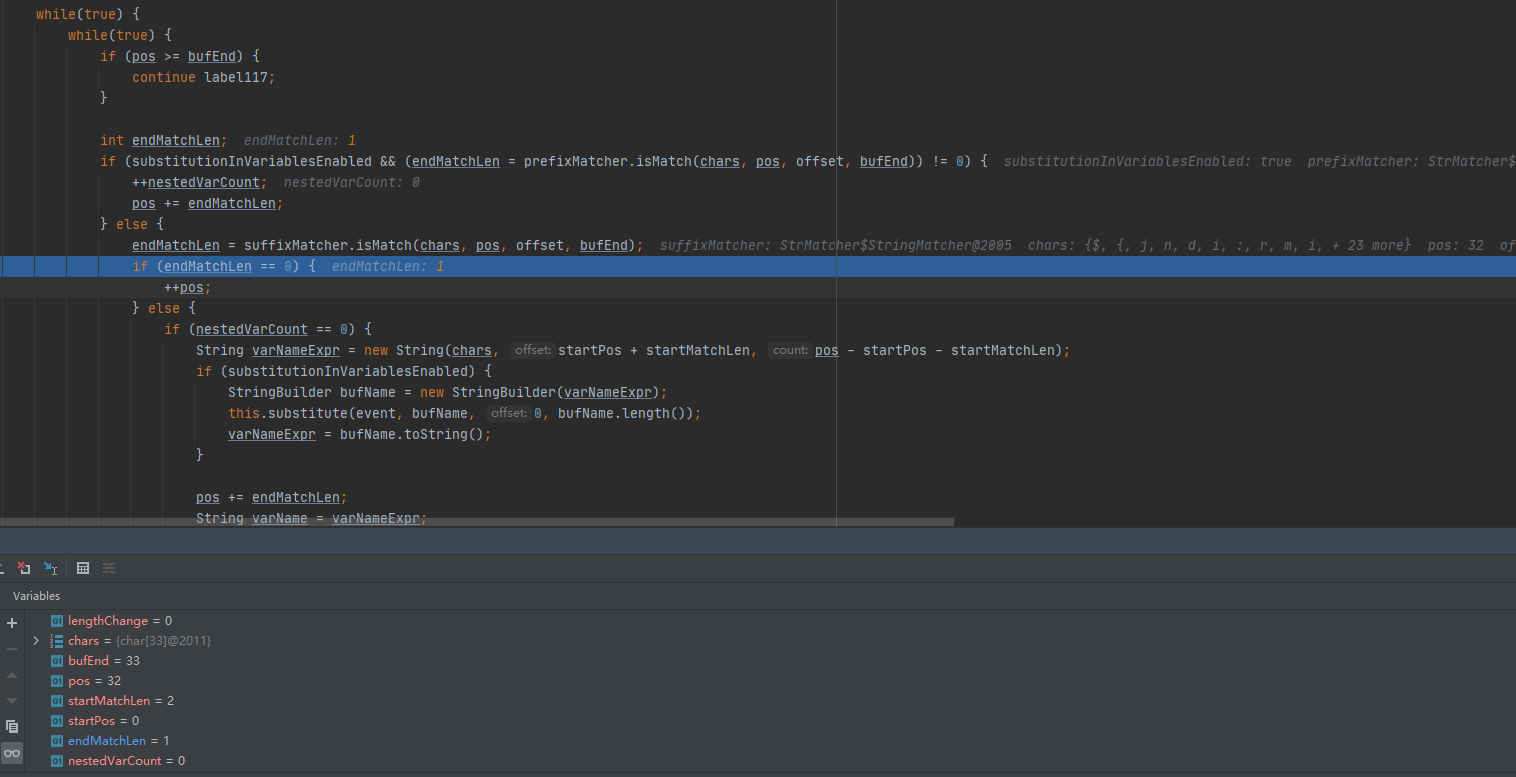 while(true) {
while(true) {
if (pos >= bufEnd) {
continue label117;
}
int endMatchLen;  endMatchLen: 1
if (substitutionInVariablesEnabled && (endMatchLen = prefixMatcher.isMatch(chars, pos, offset, bufEnd)) != 0) {  substitutionInVariablesEnabled: true  prefixMatcher: StrMatcher$
++nestedVarCount;  nestedVarCount: 0
pos += endMatchLen;
} else {
endMatchLen = suffixMatcher.isMatch(chars, pos, offset, bufEnd);  suffixMatcher: StrMatcher$StringMatcher@2005  chars: {$, {, j, n, d, i, :, r, m, i, + 23 more}  pos: 32  of
if (endMatchLen == 0) {  endMatchLen: 1
++pos;
} else {
if (nestedVarCount == 0) {
String varNameExpr = new String(chars, offset: startPos + startMatchLen, count: pos - startPos - startMatchLen);
if (substitutionInVariablesEnabled) {
StringBuilder bufName = new StringBuilder(varNameExpr);
this.substitute(event, bufName, offset: 0, bufName.length());
varNameExpr = bufName.toString();
}
pos += endMatchLen;
String varName = varNameExpr;
Variables
lengthChange = 0
chars = {char[33]@2011}
bufEnd = 33
pos = 32
startMatchLen = 2
startPos = 0
endMatchLen = 1
nestedVarCount = 0